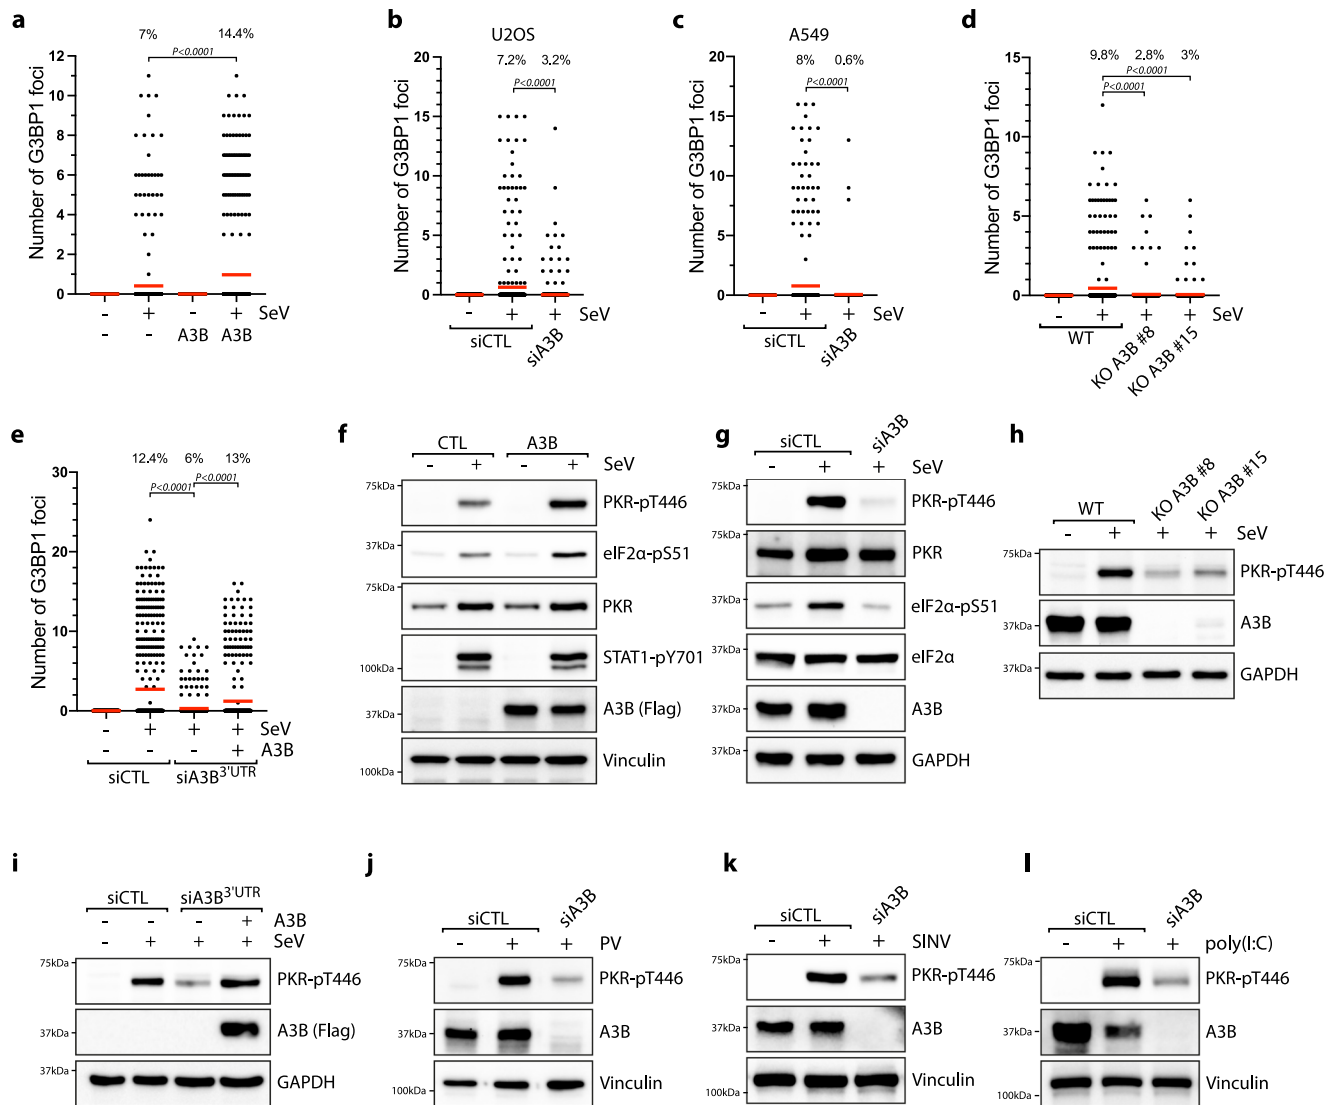 a
7% 14.4%
P<0.0001
Number of G3BP1 foci
12
10
8
6
4
2
0
- + - + SeV
- - A3B A3B
b
U2OS
7.2% 3.2%
P<0.0001
Number of G3BP1 foci
20
15
10
5
0
- + + SeV
siCTL siA3B
c
A549
8% 0.6%
P<0.0001
Number of G3BP1 foci
20
15
10
5
0
- + + SeV
siCTL siA3B
d
9.8% 2.8% 3%
P<0.0001
P<0.0001
Number of G3BP1 foci
15
10
5
0
- + + + SeV
WT KO A3B #8 KO A3B #15
e
12.4% 6% 13%
P<0.0001 P<0.0001
Number of G3BP1 foci
30
20
10
0
- + + + SeV
- - - + A3B
siCTL siA3B3'UTR
f
CTL A3B
- + - + SeV
75kDa PKR-pT446
37kDa eIF2α-pS51
75kDa PKR
100kDa STAT1-pY701
37kDa A3B (Flag)
100kDa Vinculin
g
siCTL siA3B
- + + SeV
75kDa PKR-pT446
75kDa PKR
37kDa eIF2α-pS51
37kDa eIF2α
37kDa A3B
37kDa GAPDH
h
WT KO A3B #8 KO A3B #15
- + + + SeV
75kDa PKR-pT446
37kDa A3B
37kDa GAPDH
i
siCTL siA3B3'UTR
- - - + A3B
- + + + SeV
75kDa PKR-pT446
37kDa A3B (Flag)
37kDa GAPDH
j
siCTL siA3B
- + + PV
75kDa PKR-pT446
37kDa A3B
100kDa Vinculin
k
siCTL siA3B
- + + SINV
75kDa PKR-pT446
37kDa A3B
100kDa Vinculin
l
siCTL siA3B
- + + poly(I:C)
75kDa PKR-pT446
37kDa A3B
100kDa Vinculin